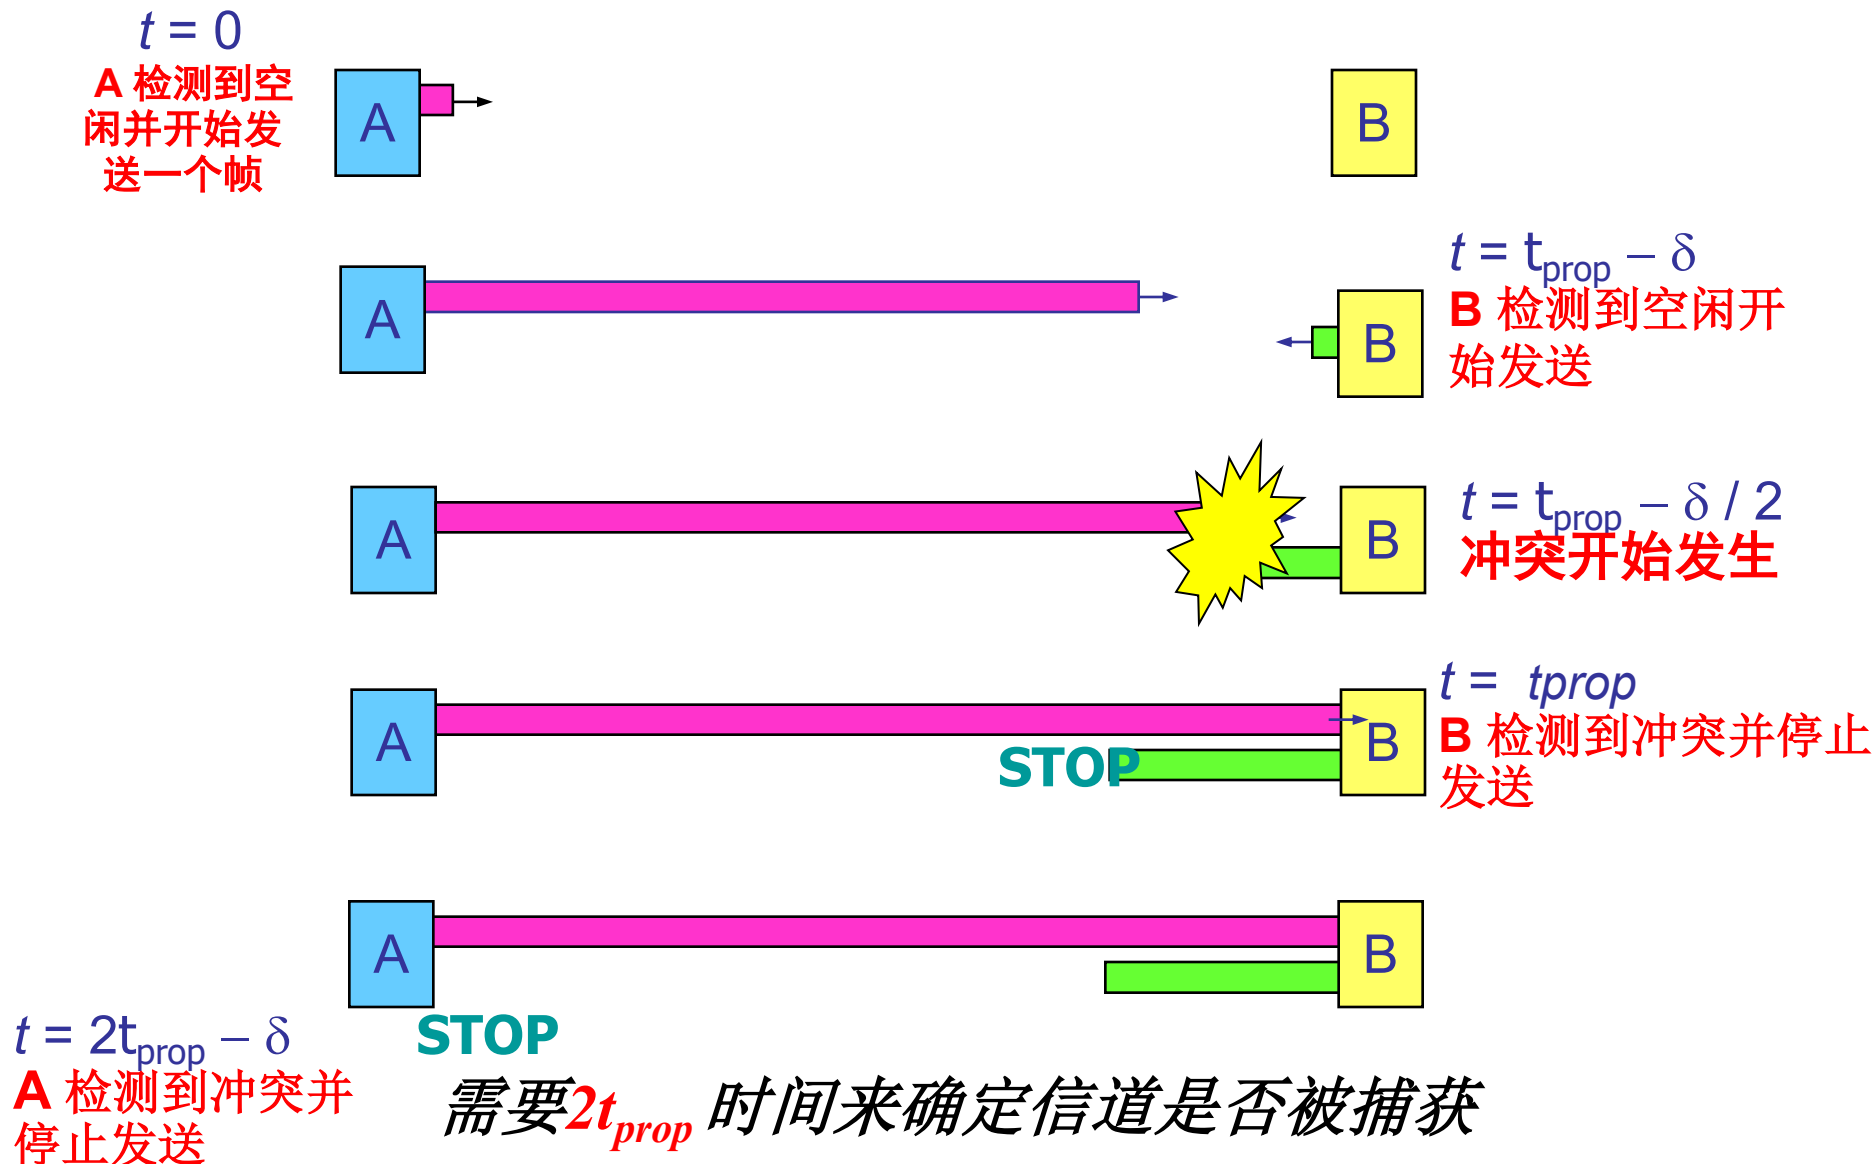 t = 0
A 检测到空
闲并开始发
送一个帧
A
B
t = tprop – δ
B 检测到空闲开
始发送
A
B
t = tprop – δ / 2
冲突开始发生
A
B
t = tprop
B 检测到冲突并停止
发送
A
STOP
B
A
B
STOP
t = 2tprop – δ
A 检测到冲突并
停止发送
需要2tprop 时间来确定信道是否被捕获